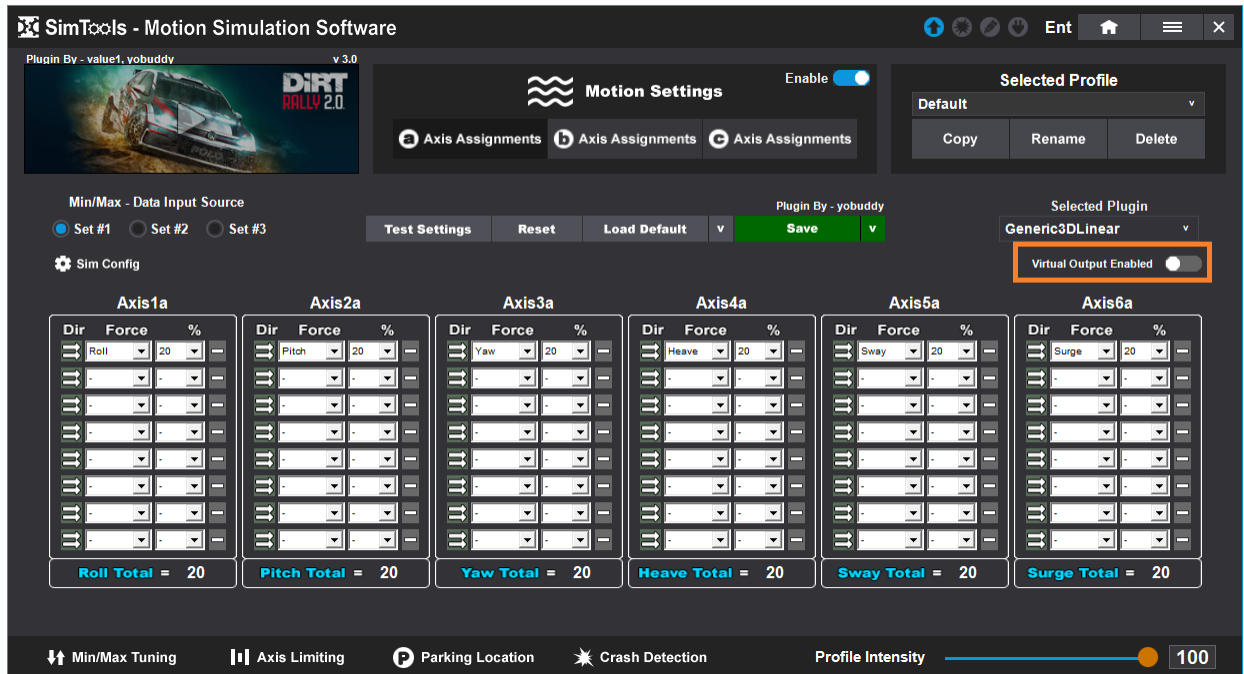 SimTools - Motion Simulation Software
Ent
Plugin By - value1, yobuddy v 3.0
DiRT
RALLY 2.0
POLO
Motion Settings
Enable
a Axis Assignments
b Axis Assignments
c Axis Assignments
Selected Profile
Default v
Copy Rename Delete
Min/Max - Data Input Source
Set #1 Set #2 Set #3
Sim Config
Plugin By - yobuddy
Test Settings Reset Load Default v Save v
Selected Plugin
Generic3DLinear v
Virtual Output Enabled
Axis1a Axis2a Axis3a Axis4a Axis5a Axis6a
Dir Force % Dir Force % Dir Force % Dir Force % Dir Force % Dir Force %
Roll 20 Pitch 20 Yaw 20 Heave 20 Sway 20 Surge 20
- - - - - - - - - - - -
- - - - - - - - - - - -
- - - - - - - - - - - -
- - - - - - - - - - - -
- - - - - - - - - - - -
- - - - - - - - - - - -
- - - - - - - - - - - -
Roll Total = 20 Pitch Total = 20 Yaw Total = 20 Heave Total = 20 Sway Total = 20 Surge Total = 20
Min/Max Tuning Axis Limiting P Parking Location Crash Detection Profile Intensity 100